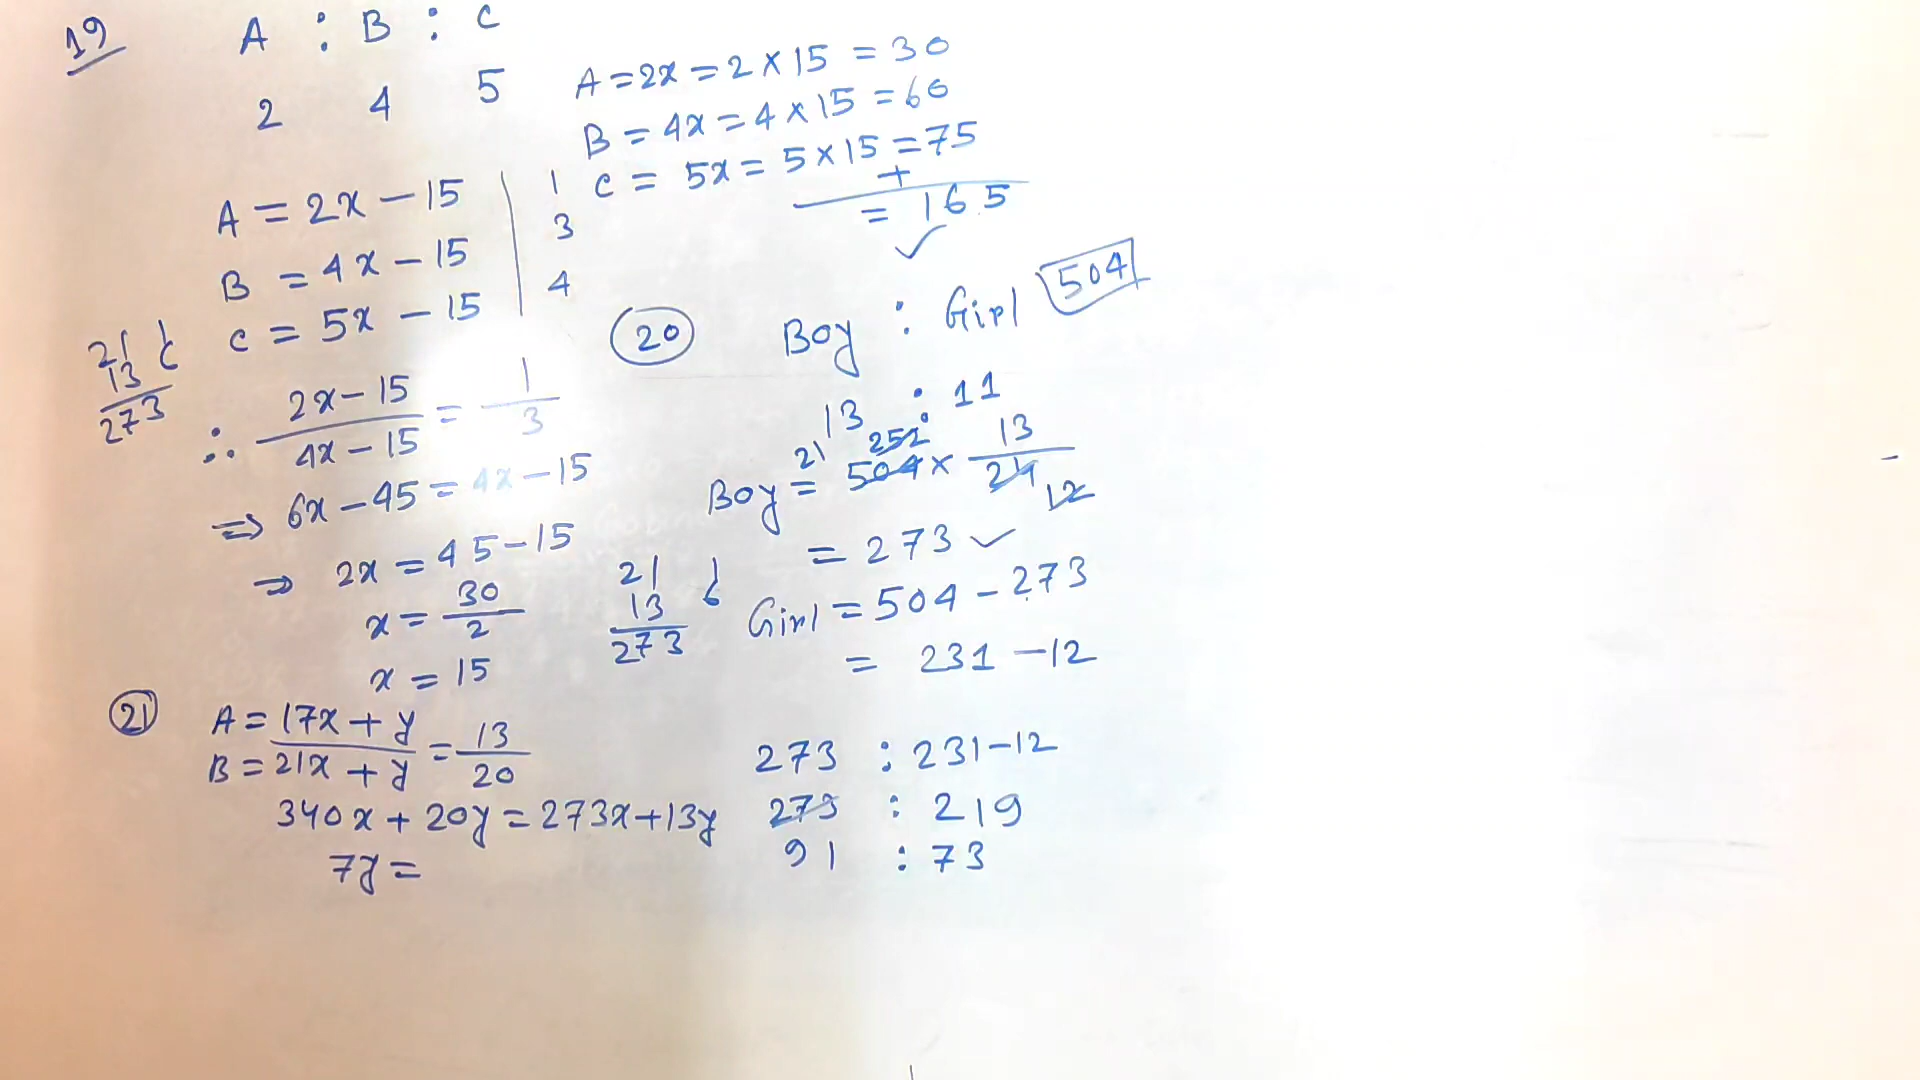 19
A : B : C
2 4 5
A = 2x - 15 | 1
B = 4x - 15 | 3
C = 5x - 15 | 4
∴ (2x - 15)/(4x - 15) = 1/3
⇒ 6x - 45 = 4x - 15
⇒ 2x = 45 - 15
x = 30/2
x = 15
A = 2x = 2 × 15 = 30
B = 4x = 4 × 15 = 60
C = 5x = 5 × 15 = 75
+
= 165 ✓
21
13
273
20
Boy : Girl 504
13 : 11
21 252
Boy = 504 × 13/24
12
= 273 ✓
Girl = 504 - 273
= 231 - 12
21
13
273
273 : 231 - 12
273 : 219
91 : 73
21
A = 17x + y
B = 21x + y = 13/20
340x + 20y = 273x + 13y
7y =